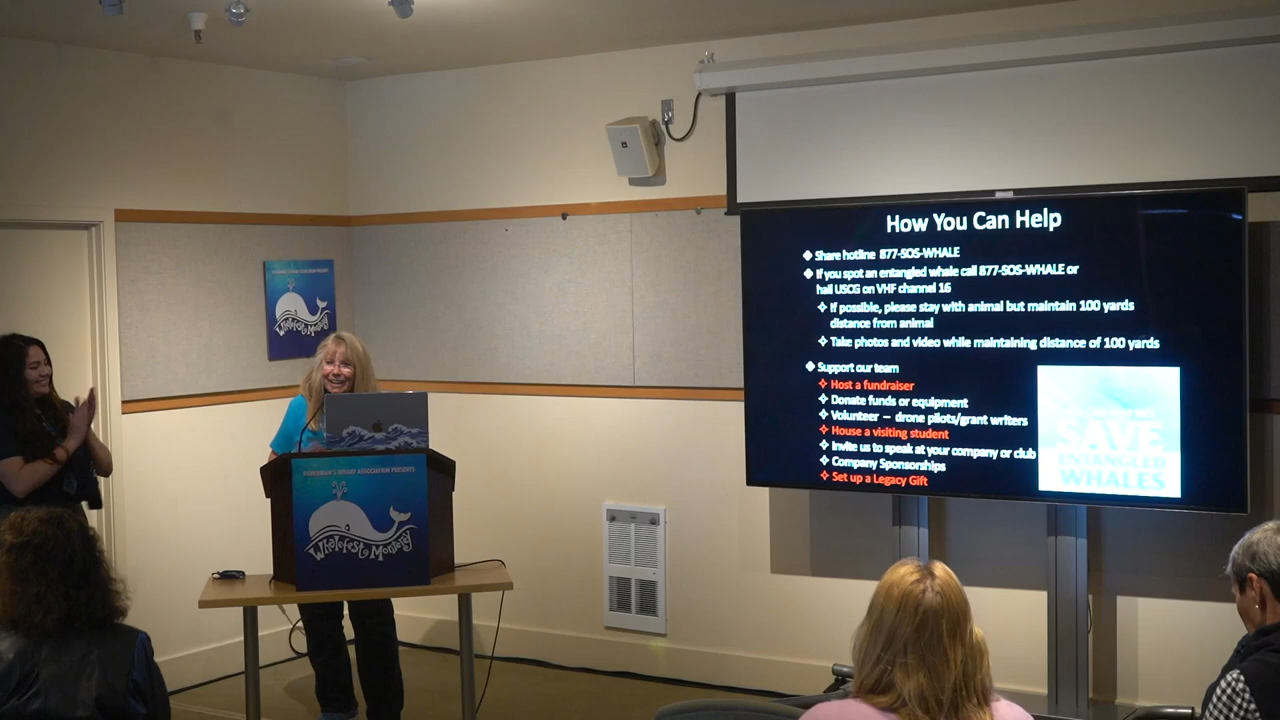 How You Can Help
Share hotline 877-SOS-WHALE
If you spot an entangled whale call 877-SOS-WHALE or
hail USCG on VHF channel 16
If possible, please stay with animal but maintain 100 yards
distance from animal
Take photos and video while maintaining distance of 100 yards
Support our team
Host a fundraiser
Donate funds or equipment
Volunteer – drone pilots/grant writers
House a visiting student
Invite us to speak at your company or club
Company Sponsorships
Set up a Legacy Gift
SAVE
ENTANGLED
WHALES
Whalefest Monterey
FISHERMAN'S WHARF ASSOCIATION PRESENTS
Whalefest Monterey